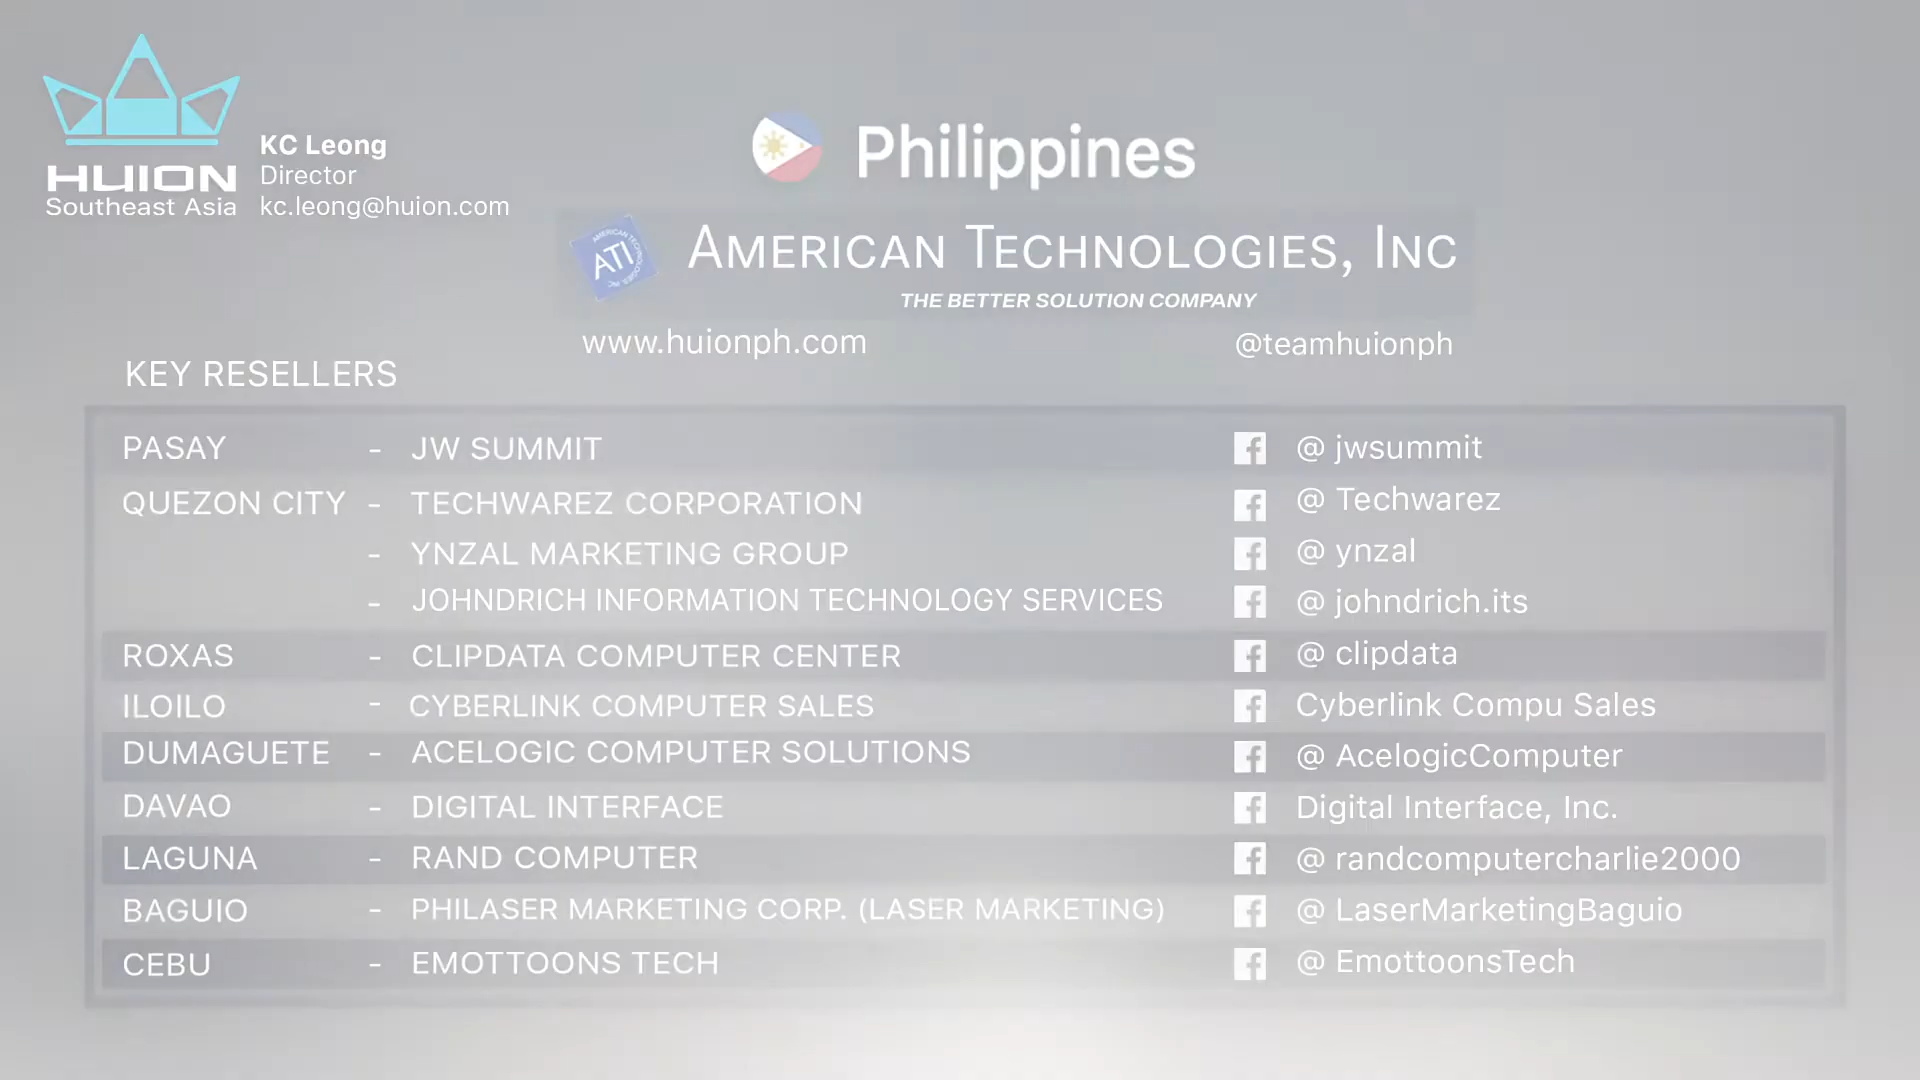 HUION
Southeast Asia
KC Leong
Director
kc.leong@huion.com
Philippines
ATI
AMERICAN TECHNOLOGIES, INC
THE BETTER SOLUTION COMPANY
www.huionph.com @teamhuionph
KEY RESELLERS
PASAY - JW SUMMIT @ jwsummit
QUEZON CITY - TECHWAREZ CORPORATION @ Techwarez
- YNZAL MARKETING GROUP @ ynzal
- JOHNDRICH INFORMATION TECHNOLOGY SERVICES @ johndrich.its
ROXAS - CLIPDATA COMPUTER CENTER @ clipdata
ILOILO - CYBERLINK COMPUTER SALES Cyberlink Compu Sales
DUMAGUETE - ACELOGIC COMPUTER SOLUTIONS @ AcelogicComputer
DAVAO - DIGITAL INTERFACE Digital Interface, Inc.
LAGUNA - RAND COMPUTER @ randcomputercharlie2000
BAGUIO - PHILASER MARKETING CORP. (LASER MARKETING) @ LaserMarketingBaguio
CEBU - EMOTTOONS TECH @ EmottoonsTech